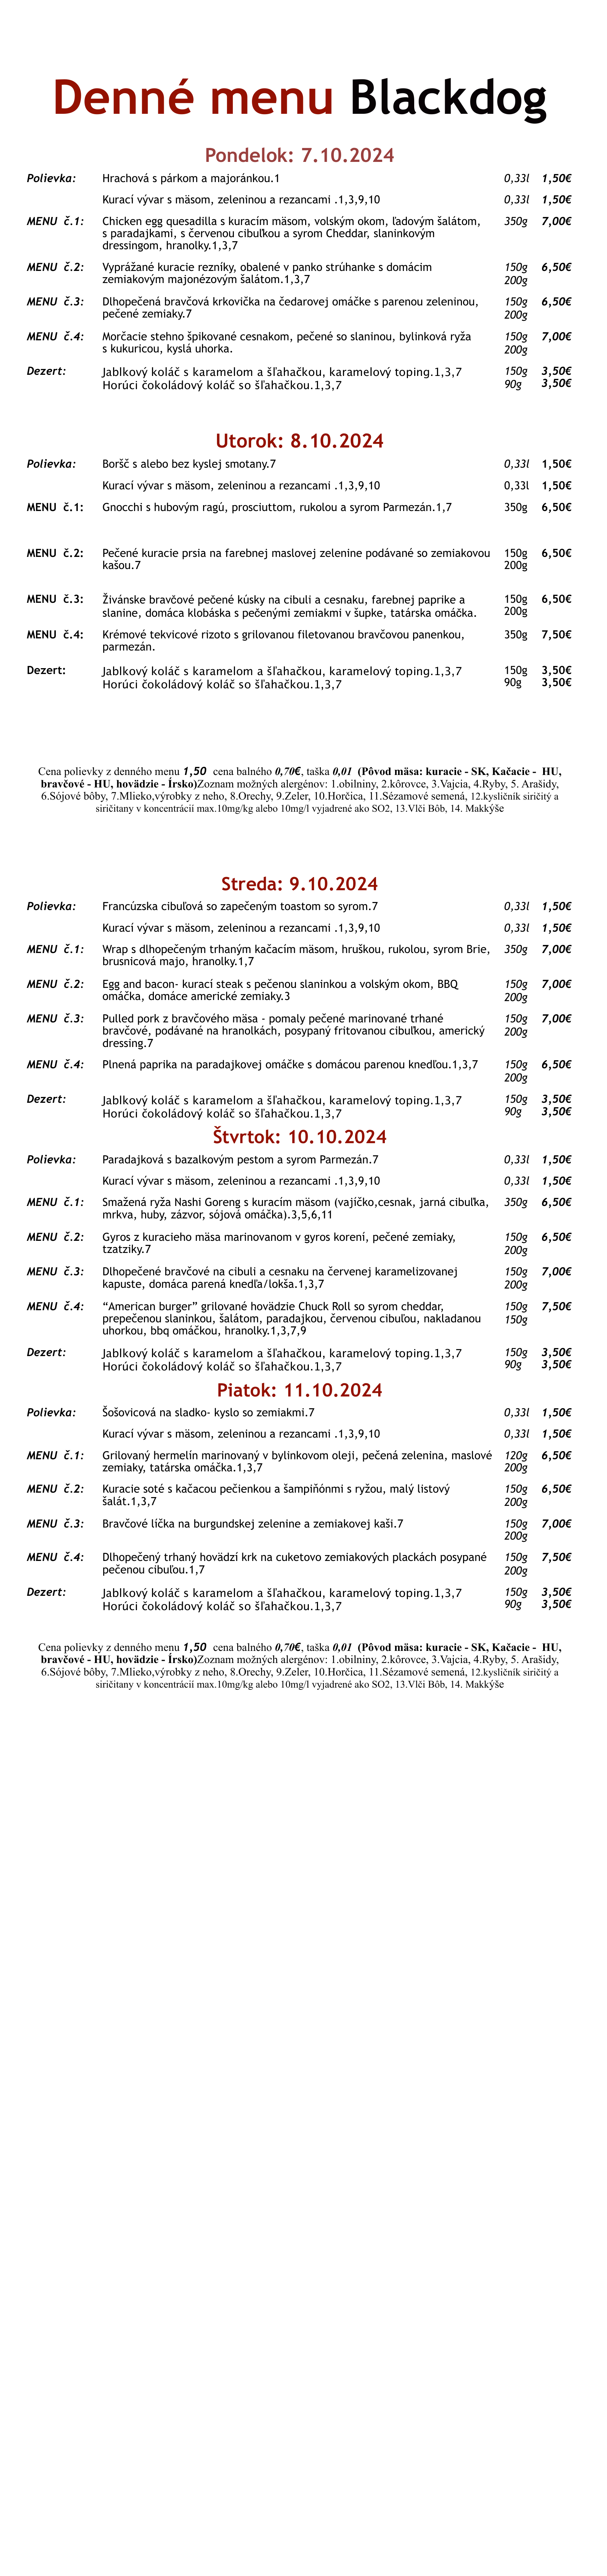 Denné menu Blackdog
Pondelok: 7.10.2024
Polievka: Hrachová s párkom a majoránkou.1 0,33l 1,50€
Kurací vývar s mäsom, zeleninou a rezancami .1,3,9,10 0,33l 1,50€
MENU č.1: Chicken egg quesadilla s kuracím mäsom, volským okom, ľadovým šalátom, 350g 7,00€
s paradajkami, s červenou cibuľkou a syrom Cheddar, slaninkovým
dressingom, hranolky.1,3,7
MENU č.2: Vyprážané kuracie rezníky, obalené v panko strúhanke s domácim 150g 6,50€
zemiakovým majonézovým šalátom.1,3,7 200g
MENU č.3: Dlhopečená bravčová krkovička na čedarovej omáčke s parenou zeleninou, 150g 6,50€
pečené zemiaky.7 200g
MENU č.4: Morčacie stehno špikované cesnakom, pečené so slaninou, bylinková ryža 150g 7,00€
s kukuricou, kyslá uhorka. 200g
Dezert: Jablkový koláč s karamelom a šľahačkou, karamelový toping.1,3,7 150g 3,50€
Horúci čokoládový koláč so šľahačkou.1,3,7 90g 3,50€
Utorok: 8.10.2024
Polievka: Boršč s alebo bez kyslej smotany.7 0,33l 1,50€
Kurací vývar s mäsom, zeleninou a rezancami .1,3,9,10 0,33l 1,50€
MENU č.1: Gnocchi s hubovým ragú, prosciuttom, rukolou a syrom Parmezán.1,7 350g 6,50€
MENU č.2: Pečené kuracie prsia na farebnej maslovej zelenine podávané so zemiakovou 150g 6,50€
kašou.7 200g
MENU č.3: Živánske bravčové pečené kúsky na cibuli a cesnaku, farebnej paprike a 150g 6,50€
slanine, domáca klobáska s pečenými zemiakmi v šupke, tatárska omáčka. 200g
MENU č.4: Krémové tekvicové rizoto s grilovanou filetovanou bravčovou panenkou, 350g 7,50€
parmezán.
Dezert: Jablkový koláč s karamelom a šľahačkou, karamelový toping.1,3,7 150g 3,50€
Horúci čokoládový koláč so šľahačkou.1,3,7 90g 3,50€
Cena polievky z denného menu 1,50 cena balného 0,70€, taška 0,01 (Pôvod mäsa: kuracie - SK, Kačacie - HU,
bravčové - HU, hovädzie - Írsko)Zoznam možných alergénov: 1.obilniny, 2.kôrovce, 3.Vajcia, 4.Ryby, 5. Arašidy,
6.Sójové bôby, 7.Mlieko,výrobky z neho, 8.Orechy, 9.Zeler, 10.Horčica, 11.Sézamové semená, 12.kysličník siričitý a
siričitany v koncentrácií max.10mg/kg alebo 10mg/l vyjadrené ako SO2, 13.Vlči Bôb, 14. Makkýše
Streda: 9.10.2024
Polievka: Francúzska cibuľová so zapečeným toastom so syrom.7 0,33l 1,50€
Kurací vývar s mäsom, zeleninou a rezancami .1,3,9,10 0,33l 1,50€
MENU č.1: Wrap s dlhopečeným trhaným kačacím mäsom, hruškou, rukolou, syrom Brie, 350g 7,00€
brusnicová majo, hranolky.1,7
MENU č.2: Egg and bacon- kurací steak s pečenou slaninkou a volským okom, BBQ 150g 7,00€
omáčka, domáce americké zemiaky.3 200g
MENU č.3: Pulled pork z bravčového mäsa - pomaly pečené marinované trhané 150g 7,00€
bravčové, podávané na hranolkách, posypaný fritovanou cibuľkou, americký 200g
dressing.7
MENU č.4: Plnená paprika na paradajkovej omáčke s domácou parenou knedľou.1,3,7 150g 6,50€
200g
Dezert: Jablkový koláč s karamelom a šľahačkou, karamelový toping.1,3,7 150g 3,50€
Horúci čokoládový koláč so šľahačkou.1,3,7 90g 3,50€
Štvrtok: 10.10.2024
Polievka: Paradajková s bazalkovým pestom a syrom Parmezán.7 0,33l 1,50€
Kurací vývar s mäsom, zeleninou a rezancami .1,3,9,10 0,33l 1,50€
MENU č.1: Smažená ryža Nashi Goreng s kuracím mäsom (vajíčko,cesnak, jarná cibuľka, 350g 6,50€
mrkva, huby, zázvor, sójová omáčka).3,5,6,11
MENU č.2: Gyros z kuracieho mäsa marinovanom v gyros korení, pečené zemiaky, 150g 6,50€
tzatziky.7 200g
MENU č.3: Dlhopečené bravčové na cibuli a cesnaku na červenej karamelizovanej 150g 7,00€
kapuste, domáca parená knedľa/lokša.1,3,7 200g
MENU č.4: “American burger” grilované hovädzie Chuck Roll so syrom cheddar, 150g 7,50€
prepečenou slaninkou, šalátom, paradajkou, červenou cibuľou, nakladanou 150g
uhorkou, bbq omáčkou, hranolky.1,3,7,9
Dezert: Jablkový koláč s karamelom a šľahačkou, karamelový toping.1,3,7 150g 3,50€
Horúci čokoládový koláč so šľahačkou.1,3,7 90g 3,50€
Piatok: 11.10.2024
Polievka: Šošovicová na sladko- kyslo so zemiakmi.7 0,33l 1,50€
Kurací vývar s mäsom, zeleninou a rezancami .1,3,9,10 0,33l 1,50€
MENU č.1: Grilovaný hermelín marinovaný v bylinkovom oleji, pečená zelenina, maslové 120g 6,50€
zemiaky, tatárska omáčka.1,3,7 200g
MENU č.2: Kuracie soté s kačacou pečienkou a šampiňónmi s ryžou, malý listový 150g 6,50€
šalát.1,3,7 200g
MENU č.3: Bravčové líčka na burgundskej zelenine a zemiakovej kaši.7 150g 7,00€
200g
MENU č.4: Dlhopečený trhaný hovädzí krk na cuketovo zemiakových plackách posypané 150g 7,50€
pečenou cibuľou.1,7 200g
Dezert: Jablkový koláč s karamelom a šľahačkou, karamelový toping.1,3,7 150g 3,50€
Horúci čokoládový koláč so šľahačkou.1,3,7 90g 3,50€
Cena polievky z denného menu 1,50 cena balného 0,70€, taška 0,01 (Pôvod mäsa: kuracie - SK, Kačacie - HU,
bravčové - HU, hovädzie - Írsko)Zoznam možných alergénov: 1.obilniny, 2.kôrovce, 3.Vajcia, 4.Ryby, 5. Arašidy,
6.Sójové bôby, 7.Mlieko,výrobky z neho, 8.Orechy, 9.Zeler, 10.Horčica, 11.Sézamové semená, 12.kysličník siričitý a
siričitany v koncentrácií max.10mg/kg alebo 10mg/l vyjadrené ako SO2, 13.Vlči Bôb, 14. Makkýše